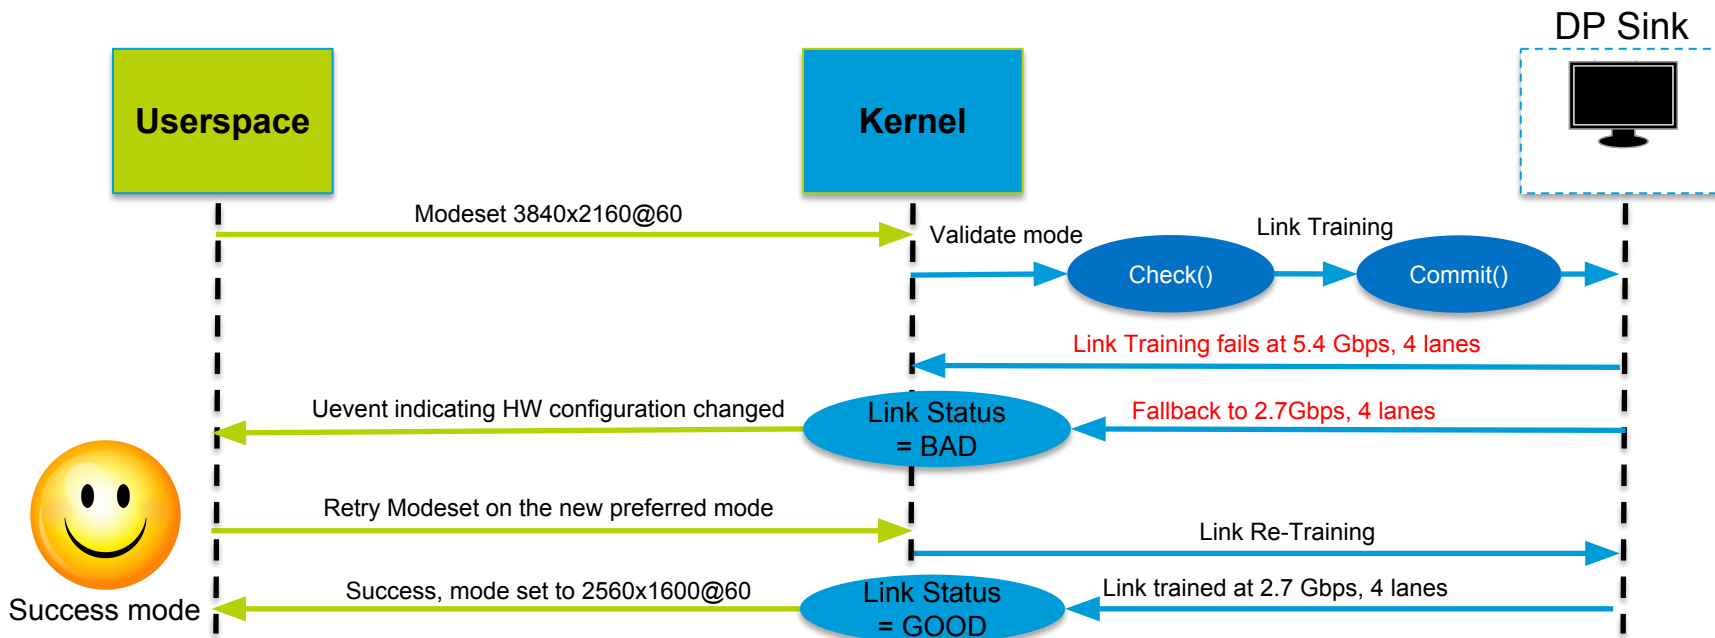 DP Sink
Userspace
Kernel
Modeset 3840x2160@60
Validate mode
Link Training
Check()
Commit()
Link Training fails at 5.4 Gbps, 4 lanes
Uevent indicating HW configuration changed
Link Status
= BAD
Fallback to 2.7Gbps, 4 lanes
Retry Modeset on the new preferred mode
Link Re-Training
Success mode
Success, mode set to 2560x1600@60
Link Status
= GOOD
Link trained at 2.7 Gbps, 4 lanes